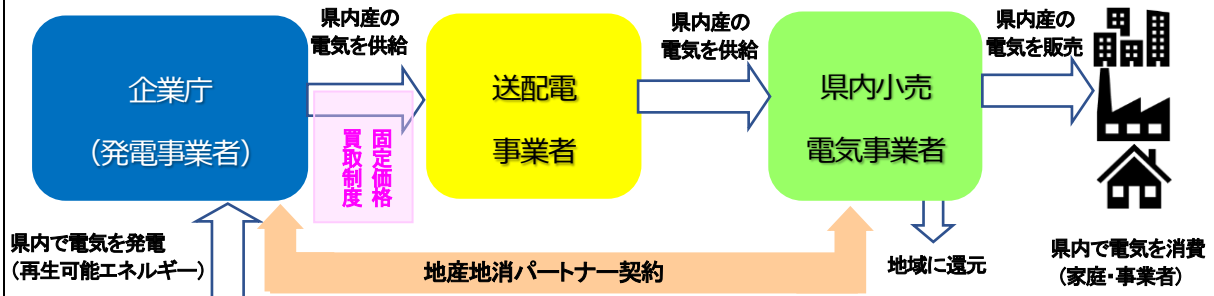 県内産の
電気を供給
県内産の
電気を供給
県内産の
電気を販売
企業庁
（発電事業者）
送配電
事業者
県内小売
電気事業者
固定価格
買取制度
県内で電気を発電
（再生可能エネルギー）
地産地消パートナー契約
地域に還元
県内で電気を消費
（家庭・事業者）